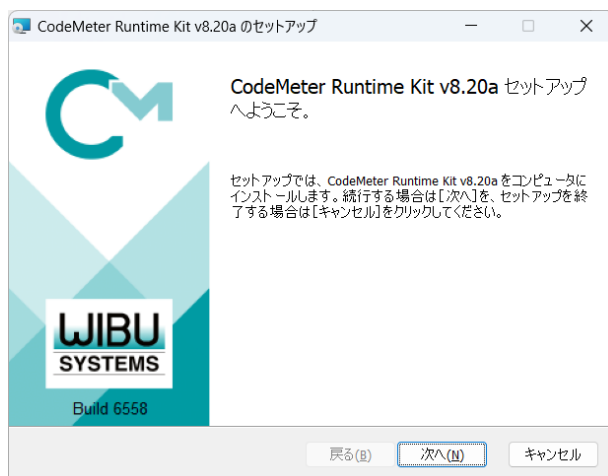 CodeMeter Runtime Kit v8.20a のセットアップ
CodeMeter Runtime Kit v8.20a セットアップ
へようこそ。
セットアップでは、CodeMeter Runtime Kit v8.20a をコンピュータに
インストールします。続行する場合は[次へ]を、セットアップを終
了する場合は[キャンセル]をクリックしてください。
WIBU
SYSTEMS
Build 6558
戻る(B)
次へ(N)
キャンセル